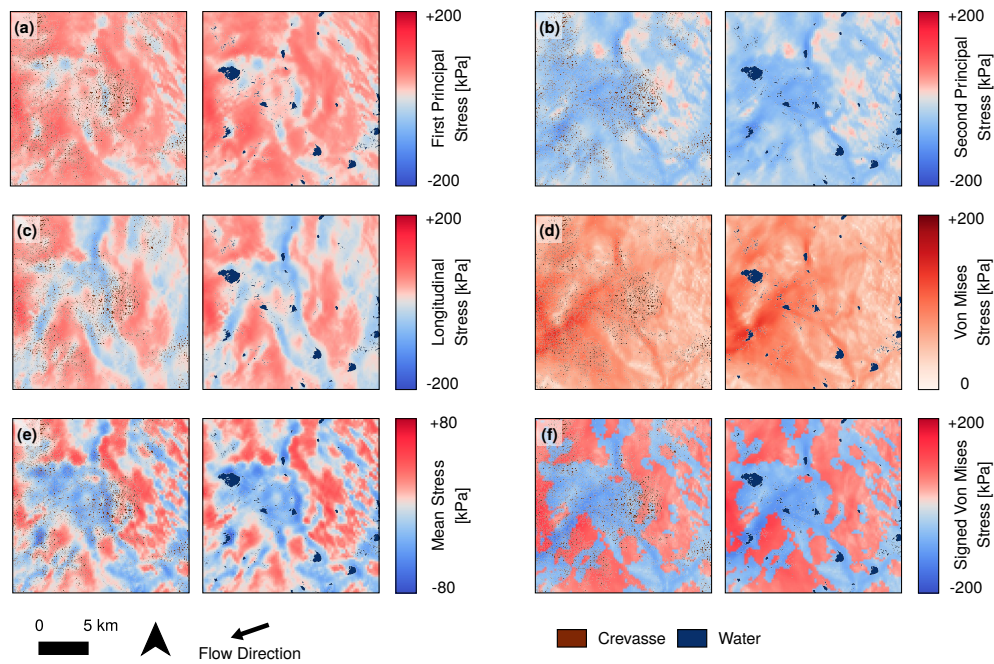 (a)
+200
First Principal
Stress [kPa]
-200
(b)
+200
Second Principal
Stress [kPa]
-200
(c)
+200
Longitudinal
Stress [kPa]
-200
(d)
+200
Von Mises
Stress [kPa]
0
(e)
+80
Mean Stress
[kPa]
-80
(f)
+200
Signed Von Mises
Stress [kPa]
-200
0 5 km
Flow Direction
Crevasse Water